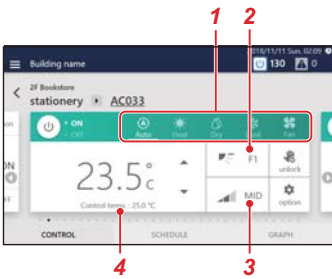 1 2
2018/11/11 Sun. 02:09
Building name 130 0
2F Bookstore
stationery AC033
ON
OFF
Auto Heat Dry Cool Fan
ON
23.5°c
F1
unlock
MID
option
Control temp. : 25.0 °C
CONTROL SCHEDULE GRAPH
4 3